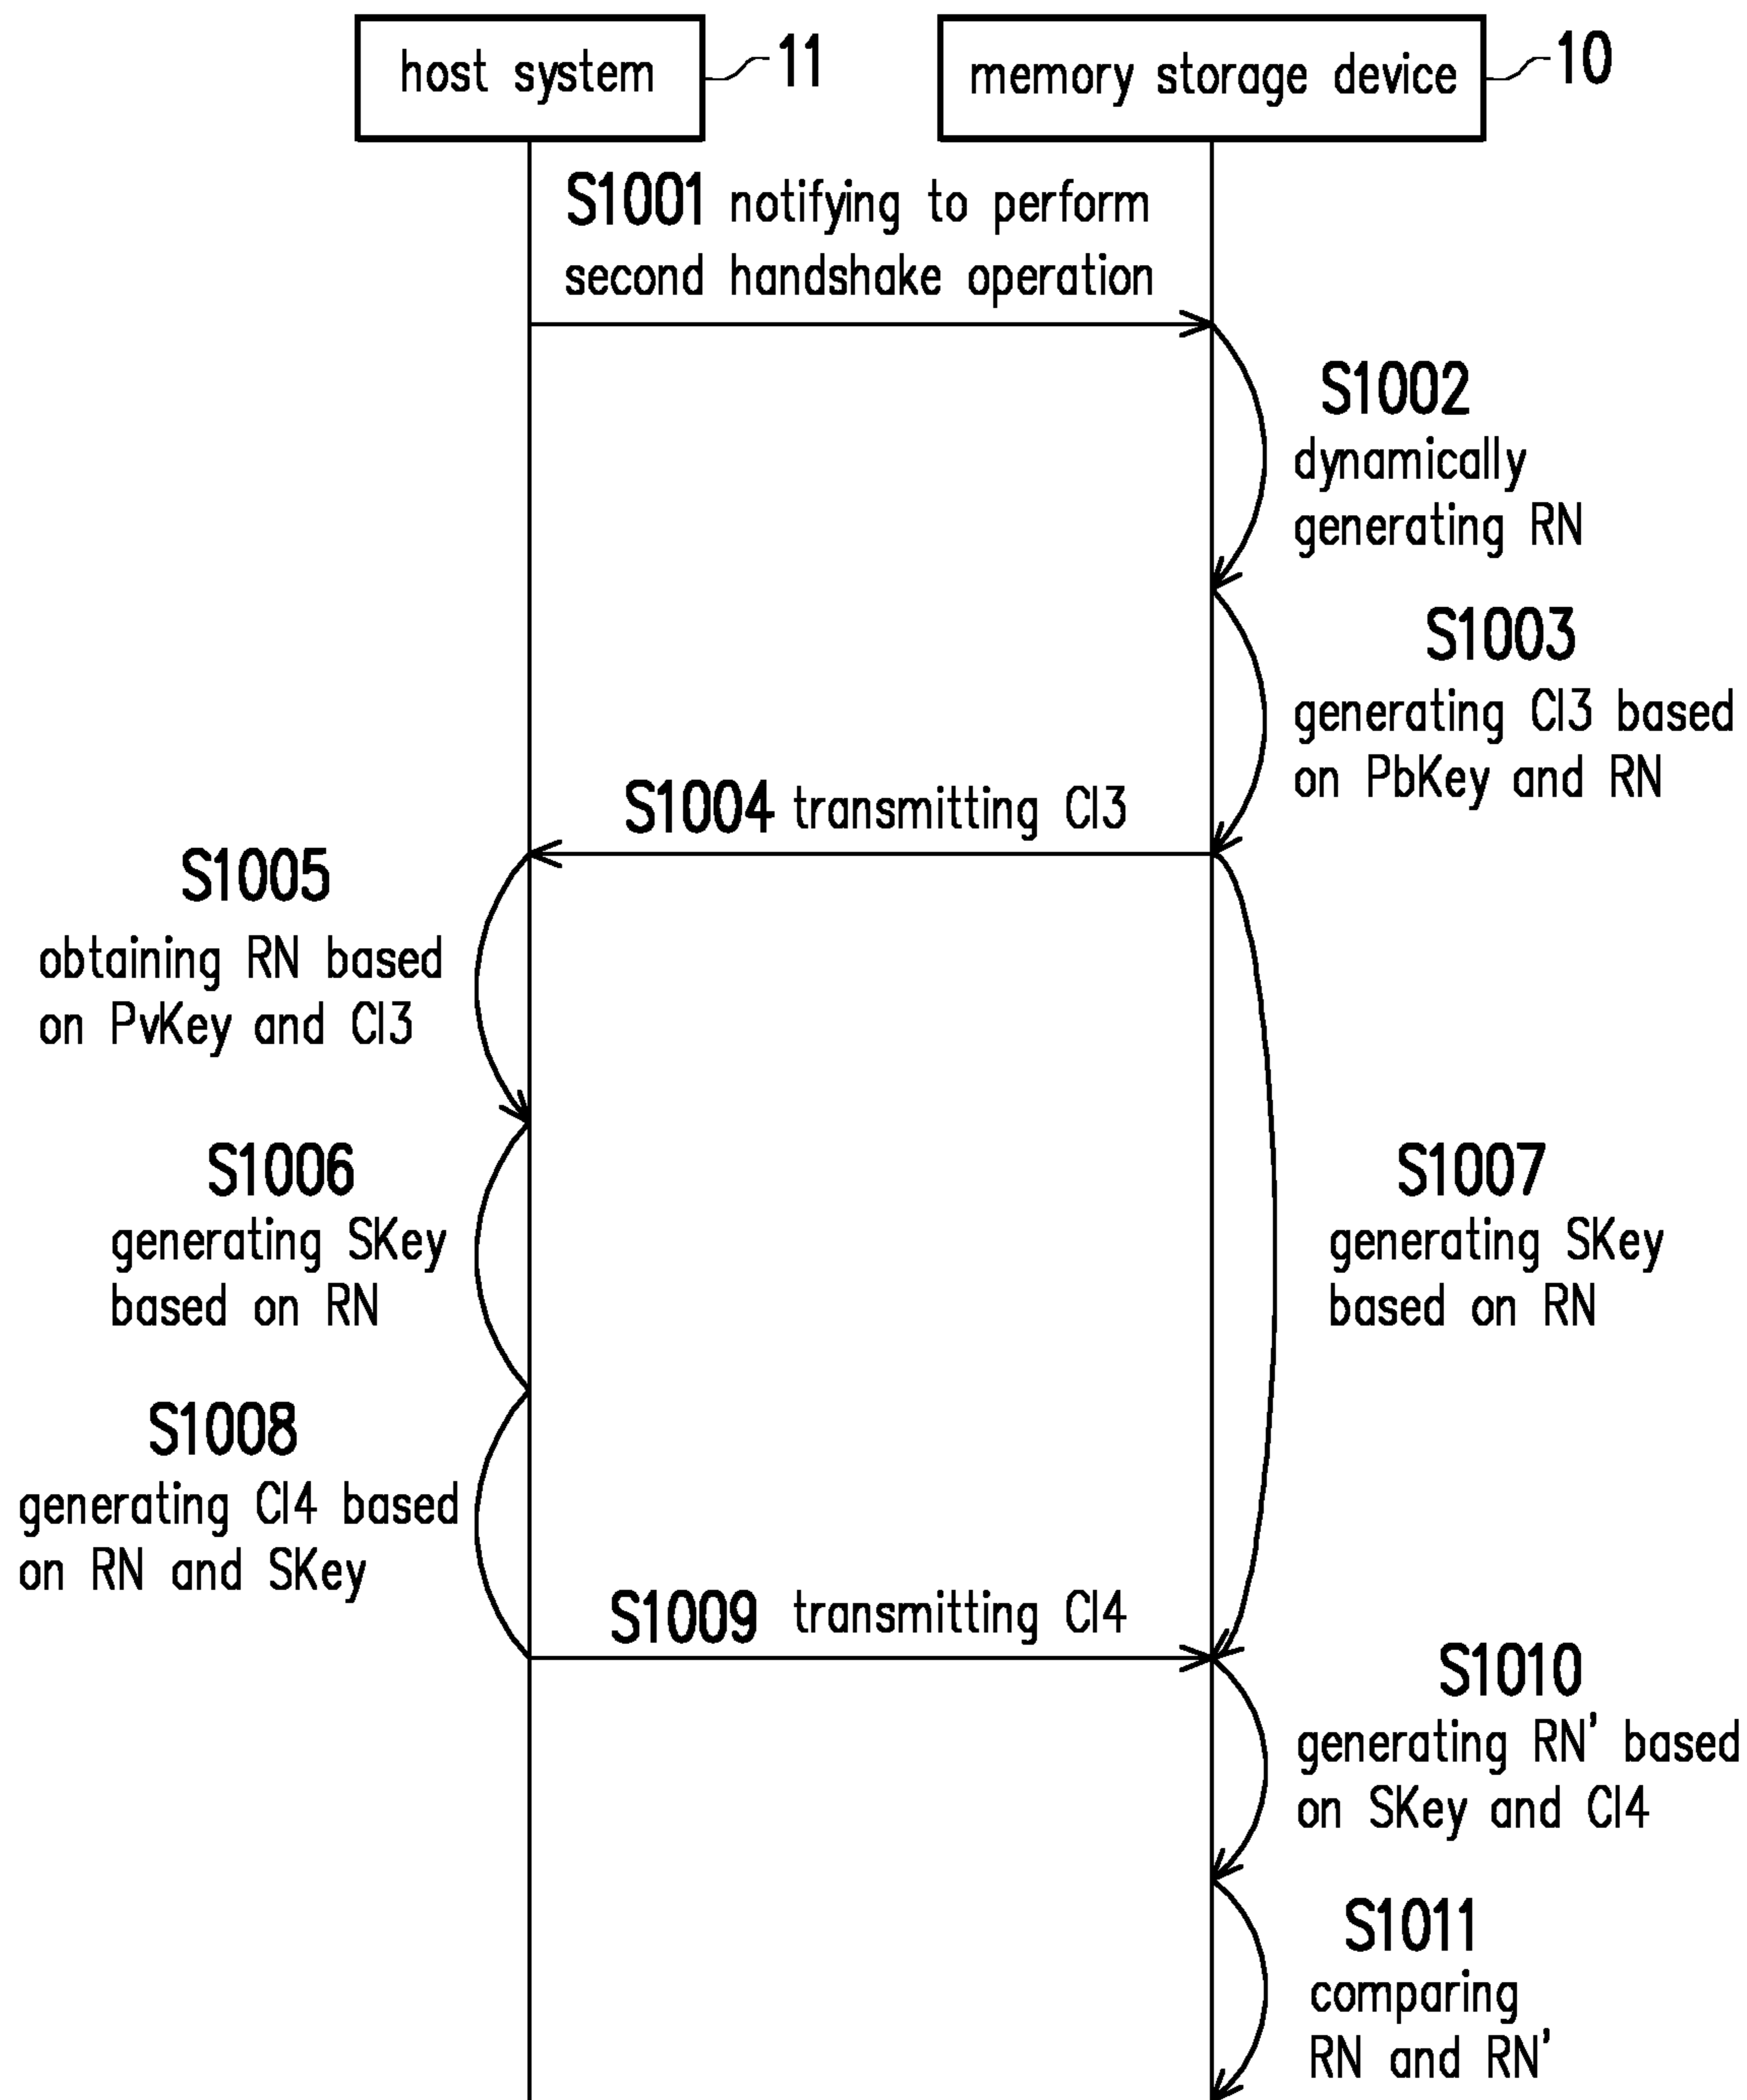 host system
11
memory storage device
10
S1001 notifying to perform
second handshake operation
S1002
dynamically
generating RN
S1003
generating CI3 based
on PbKey and RN
S1004 transmitting CI3
S1005
obtaining RN based
on PvKey and CI3
S1006
generating SKey
based on RN
S1007
generating SKey
based on RN
S1008
generating CI4 based
on RN and SKey
S1009 transmitting CI4
S1010
generating RN' based
on SKey and CI4
S1011
comparing
RN and RN'